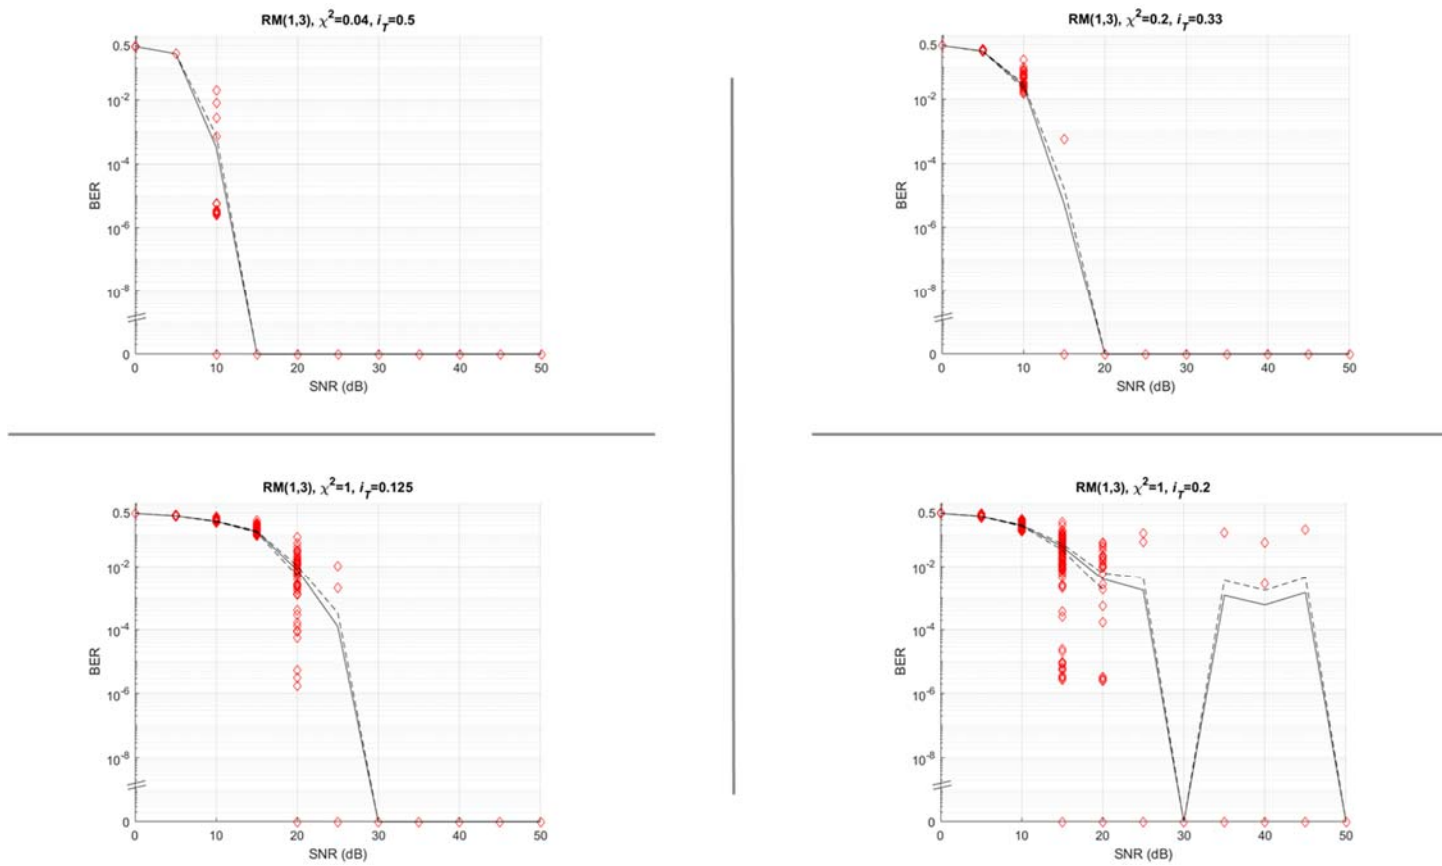 RM(1,3), χ²=0.04, i_T=0.5
0.5
10⁻²
10⁻⁴
10⁻⁶
10⁻⁸
0
BER
0 10 20 30 40 50
SNR (dB)
RM(1,3), χ²=0.2, i_T=0.33
0.5
10⁻²
10⁻⁴
10⁻⁶
10⁻⁸
0
BER
0 10 20 30 40 50
SNR (dB)
RM(1,3), χ²=1, i_T=0.125
0.5
10⁻²
10⁻⁴
10⁻⁶
10⁻⁸
0
BER
0 10 20 30 40 50
SNR (dB)
RM(1,3), χ²=1, i_T=0.2
0.5
10⁻²
10⁻⁴
10⁻⁶
10⁻⁸
0
BER
0 10 20 30 40 50
SNR (dB)